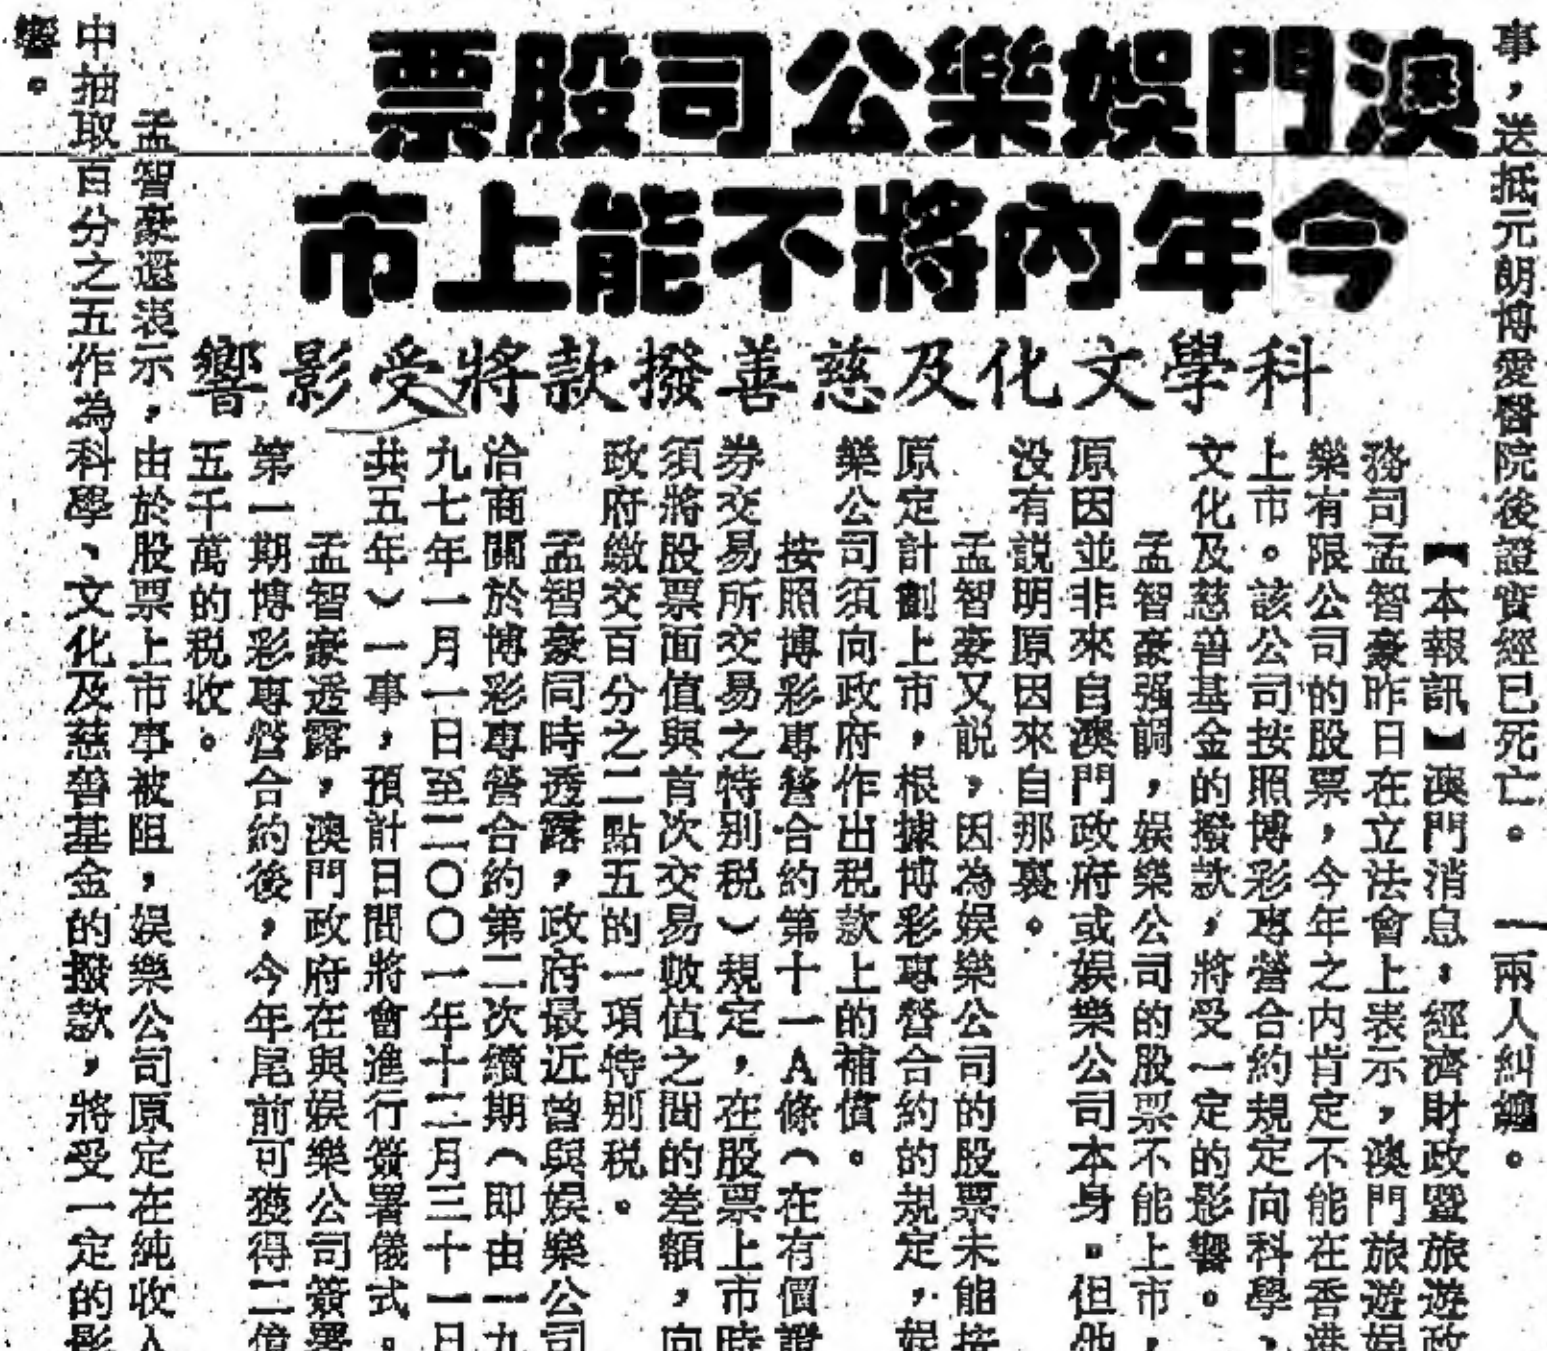 事，送抵元朗博愛醫院後證實經已死亡。　一兩人糾纏。
澳門娛樂公司股票
今年內將不能上市
科學文化及慈善撥款將受影響
【本報訊】澳門消息：經濟財政暨旅遊政
務司孟智豪昨日在立法會上表示，澳門旅遊娛
樂有限公司的股票，今年之内肯定不能在香港
上市。該公司按照博彩專營合約規定向科學、
文化及慈善基金的撥款，將受一定的影響。
孟智豪强調，娛樂公司的股票不能上市，
原因並非來自澳門政府或娛樂公司本身。但他
没有説明原因來自那裏。
孟智豪又説，因為娛樂公司的股票未能按
原定計劃上市，根據博彩專營合約的規定，娛
樂公司須向政府作出税款上的補償。
按照博彩專營合約第十一A條（在有價證
券交易所交易之特別税）規定，在股票上市時
須將股票面值與首次交易收值之間的差額，向
政府繳交百分之二點五的一項特別税。
孟智豪同時透露，政府最近曾與娛樂公司
洽商關於博彩專營合約第二次續期（即由一九
九七年一月一日至二〇〇一年十二月三十一日
共五年）一事，預計日間將會進行簽署儀式。
孟智豪透露，澳門政府在與娛樂公司簽署
第一期博彩專營合約後，今年尾前可獲得二億
五千萬的税收。
孟智豪還表示，由於股票上市事被阻，娛樂公司原定在純收入
中抽取百分之五作為科學、文化及慈善基金的撥款，將受一定的影
響。